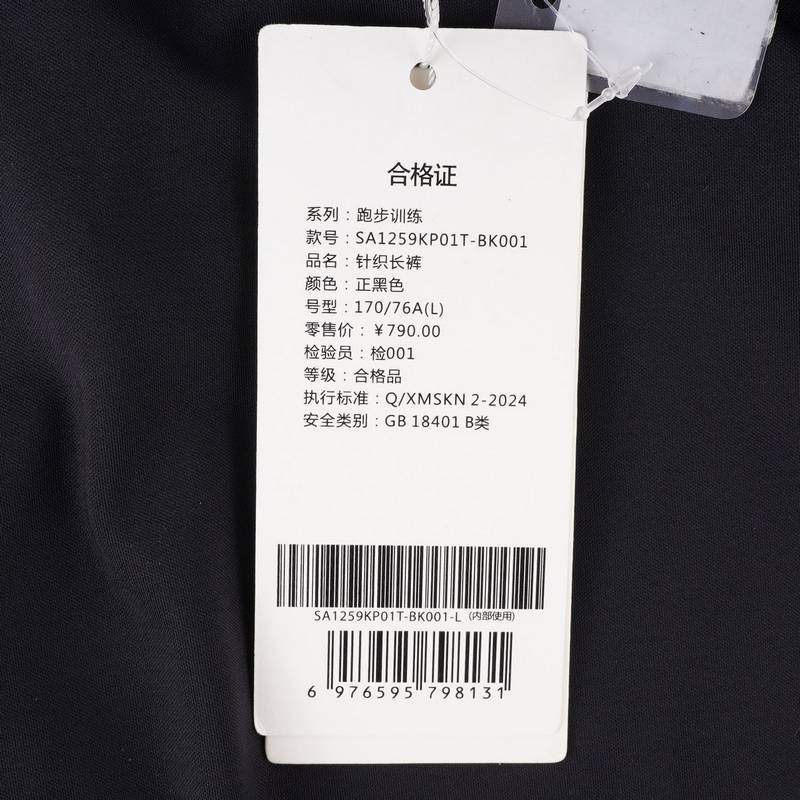 合格证
系列：跑步训练
款号：SA1259KP01T-BK001
品名：针织长裤
颜色：正黑色
号型：170/76A(L)
零售价：￥790.00
检验员：检001
等级：合格品
执行标准：Q/XMSKN 2-2024
安全类别：GB 18401 B类
SA1259KP01T-BK001-L (内部使用)
6 976595 798131